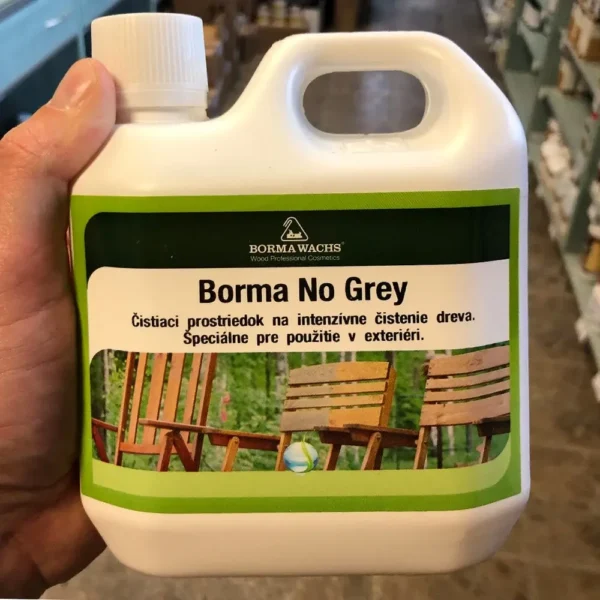 BORMA WACHS®
Wood Professional Cosmetics
Borma No Grey
Čistiaci prostriedok na intenzívne čistenie dreva.
Špeciálne pre použitie v exteriéri.